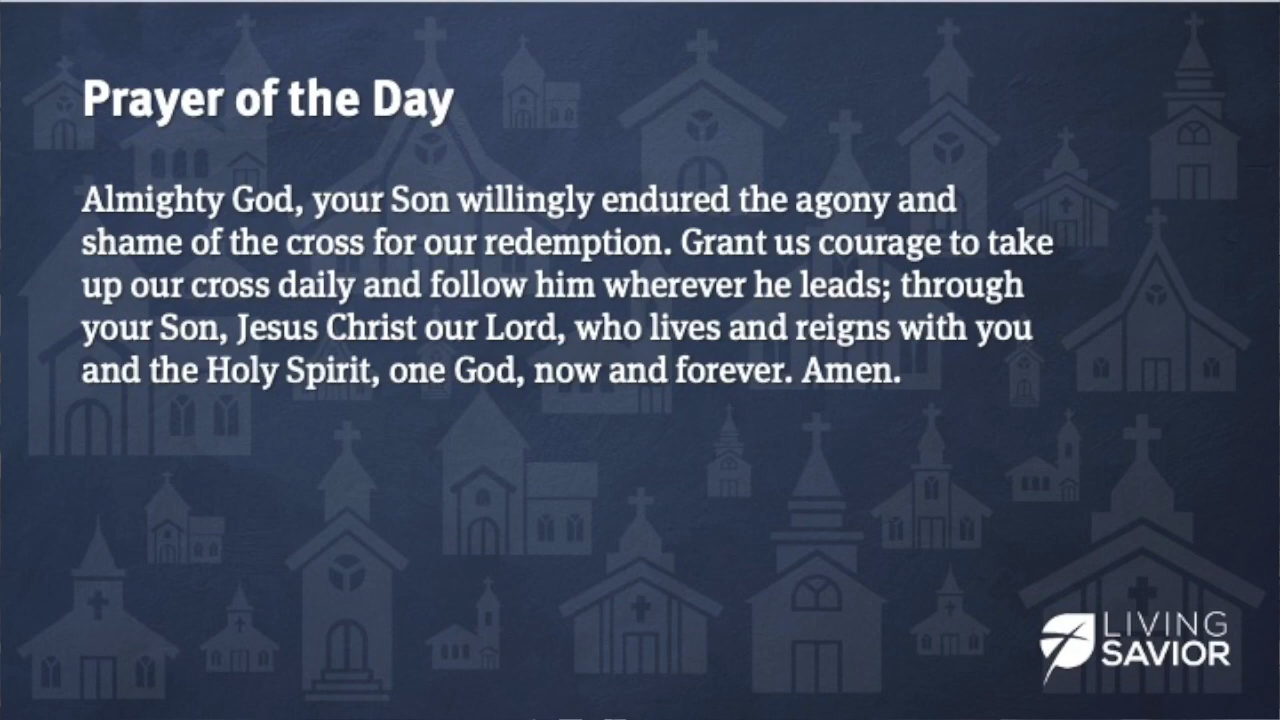 Prayer of the Day
Almighty God, your Son willingly endured the agony and
shame of the cross for our redemption. Grant us courage to take
up our cross daily and follow him wherever he leads; through
your Son, Jesus Christ our Lord, who lives and reigns with you
and the Holy Spirit, one God, now and forever. Amen.
LIVING
SAVIOR